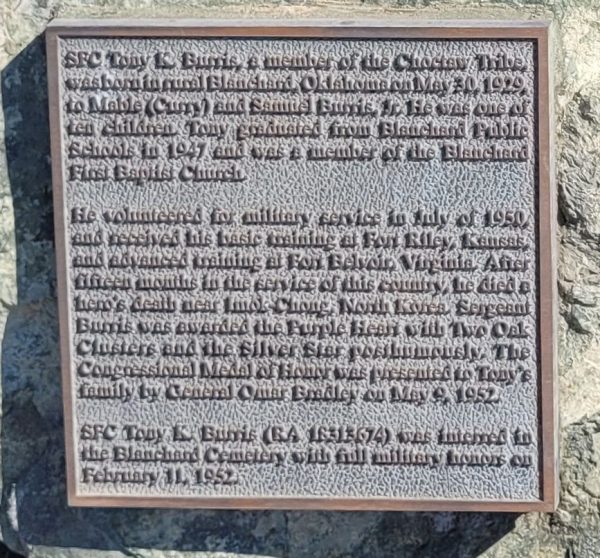 SFC Tony K. Burris, a member of the Choctaw Tribe,
was born in rural Blanchard, Oklahoma on May 30, 1929,
to Mable (Curry) and Samuel Burris, Jr. He was one of
ten children. Tony graduated from Blanchard Public
Schools in 1947 and was a member of the Blanchard
First Baptist Church.
He volunteered for military service in July of 1950,
and received his basic training at Fort Riley, Kansas,
and advanced training at Fort Belvoin, Virginia. After
fifteen months in the service of this country, he died a
hero's death near Imok-Chong, North Korea. Sergeant
Burris was awarded the Purple Heart with Two Oak
Clusters and the Silver Star posthumously. The
Congressional Medal of Honor was presented to Tony's
family by General Omar Bradley on May 9, 1952.
SFC Tony K. Burris (RA 18313674) was interred in
the Blanchard Cemetery with full military honors on
February 11, 1952.